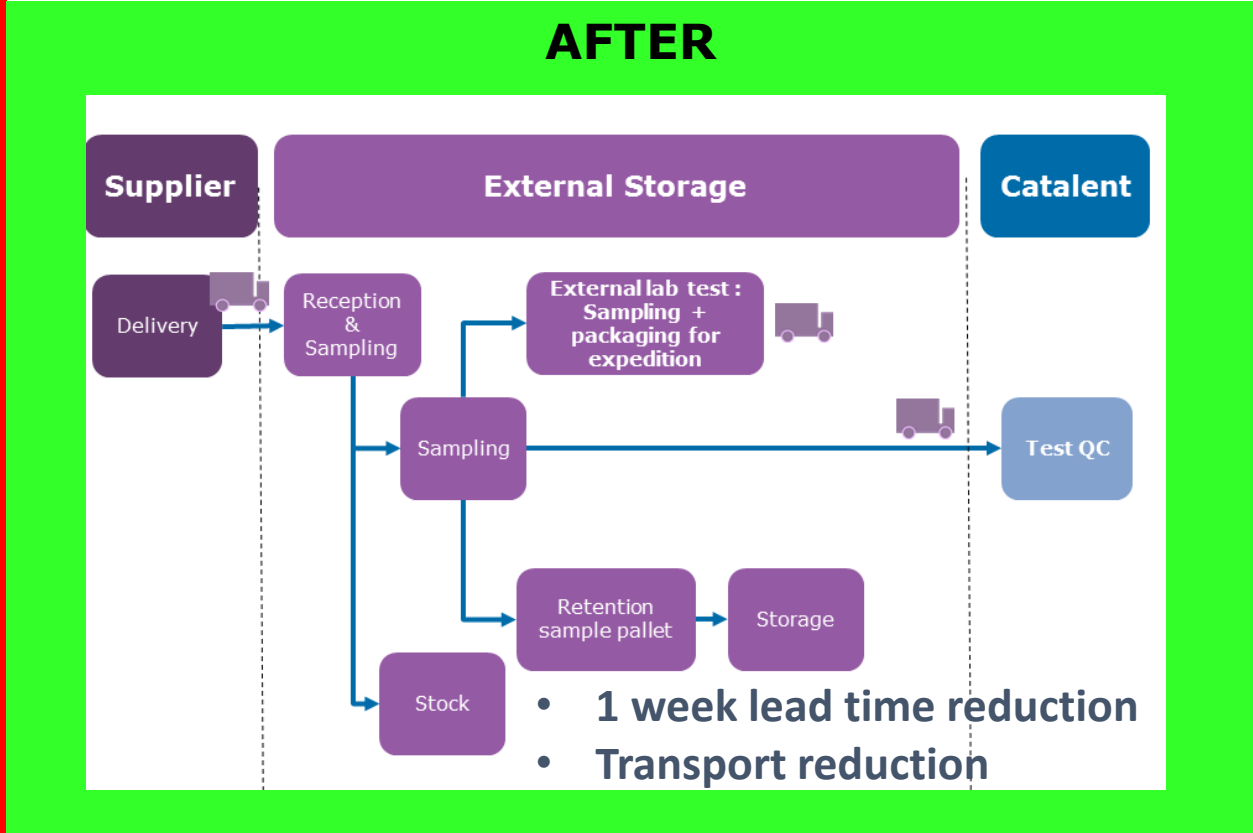 AFTER
Supplier
External Storage
Catalent
Delivery
Reception
&
Sampling
External lab test :
Sampling +
packaging for
expedition
Sampling
Test QC
Retention
sample pallet
Storage
Stock
• 1 week lead time reduction
• Transport reduction